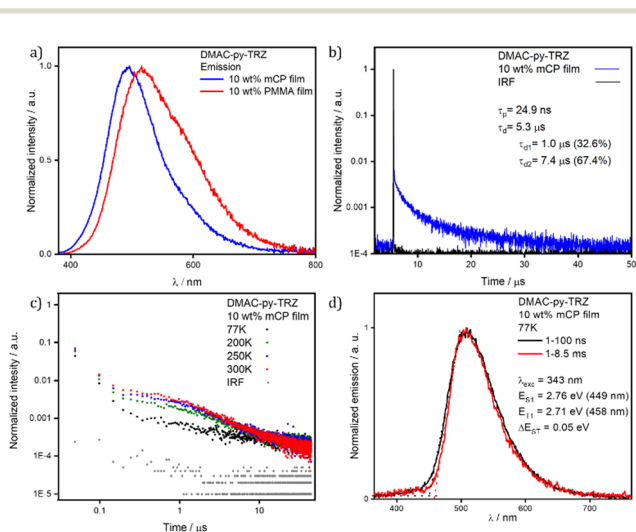 a)
DMAC-py-TRZ
Emission
10 wt% mCP film
10 wt% PMMA film
Normalized intensity / a.u.
1.0
0.5
0.0
400
600
800
λ / nm
b)
DMAC-py-TRZ
10 wt% mCP film
IRF
τp= 24.9 ns
τd= 5.3 μs
τd1= 1.0 μs (32.6%)
τd2= 7.4 μs (67.4%)
Normalized intensity / a.u.
1
0.1
0.01
0.001
1E-4
10
20
30
40
50
Time / μs
c)
DMAC-py-TRZ
10 wt% mCP film
77K
200K
250K
300K
IRF
Normalized intesity / a.u.
1
0.1
0.01
0.001
1E-4
1E-5
0.1
1
10
Time / μs
d)
DMAC-py-TRZ
10 wt% mCP film
77K
1-100 ns
1-8.5 ms
λexc = 343 nm
ES1 = 2.76 eV (449 nm)
ET1 = 2.71 eV (458 nm)
ΔEST = 0.05 eV
Normalized emission / a. u.
1
0
400
500
600
700
λ / nm